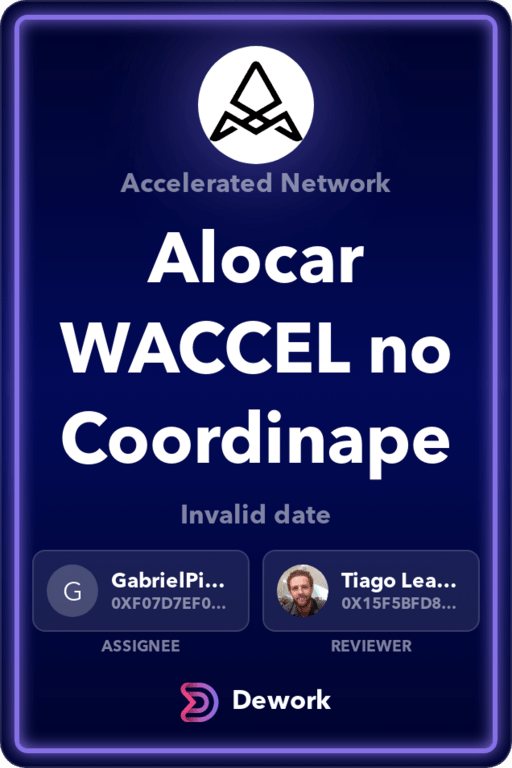 Accelerated Network
Alocar
WACCEL no
Coordinape
Invalid date
G
GabrielPi...
0XF07D7EF0...
Tiago Lea...
0X15F5BFD8...
ASSIGNEE
REVIEWER
Dework